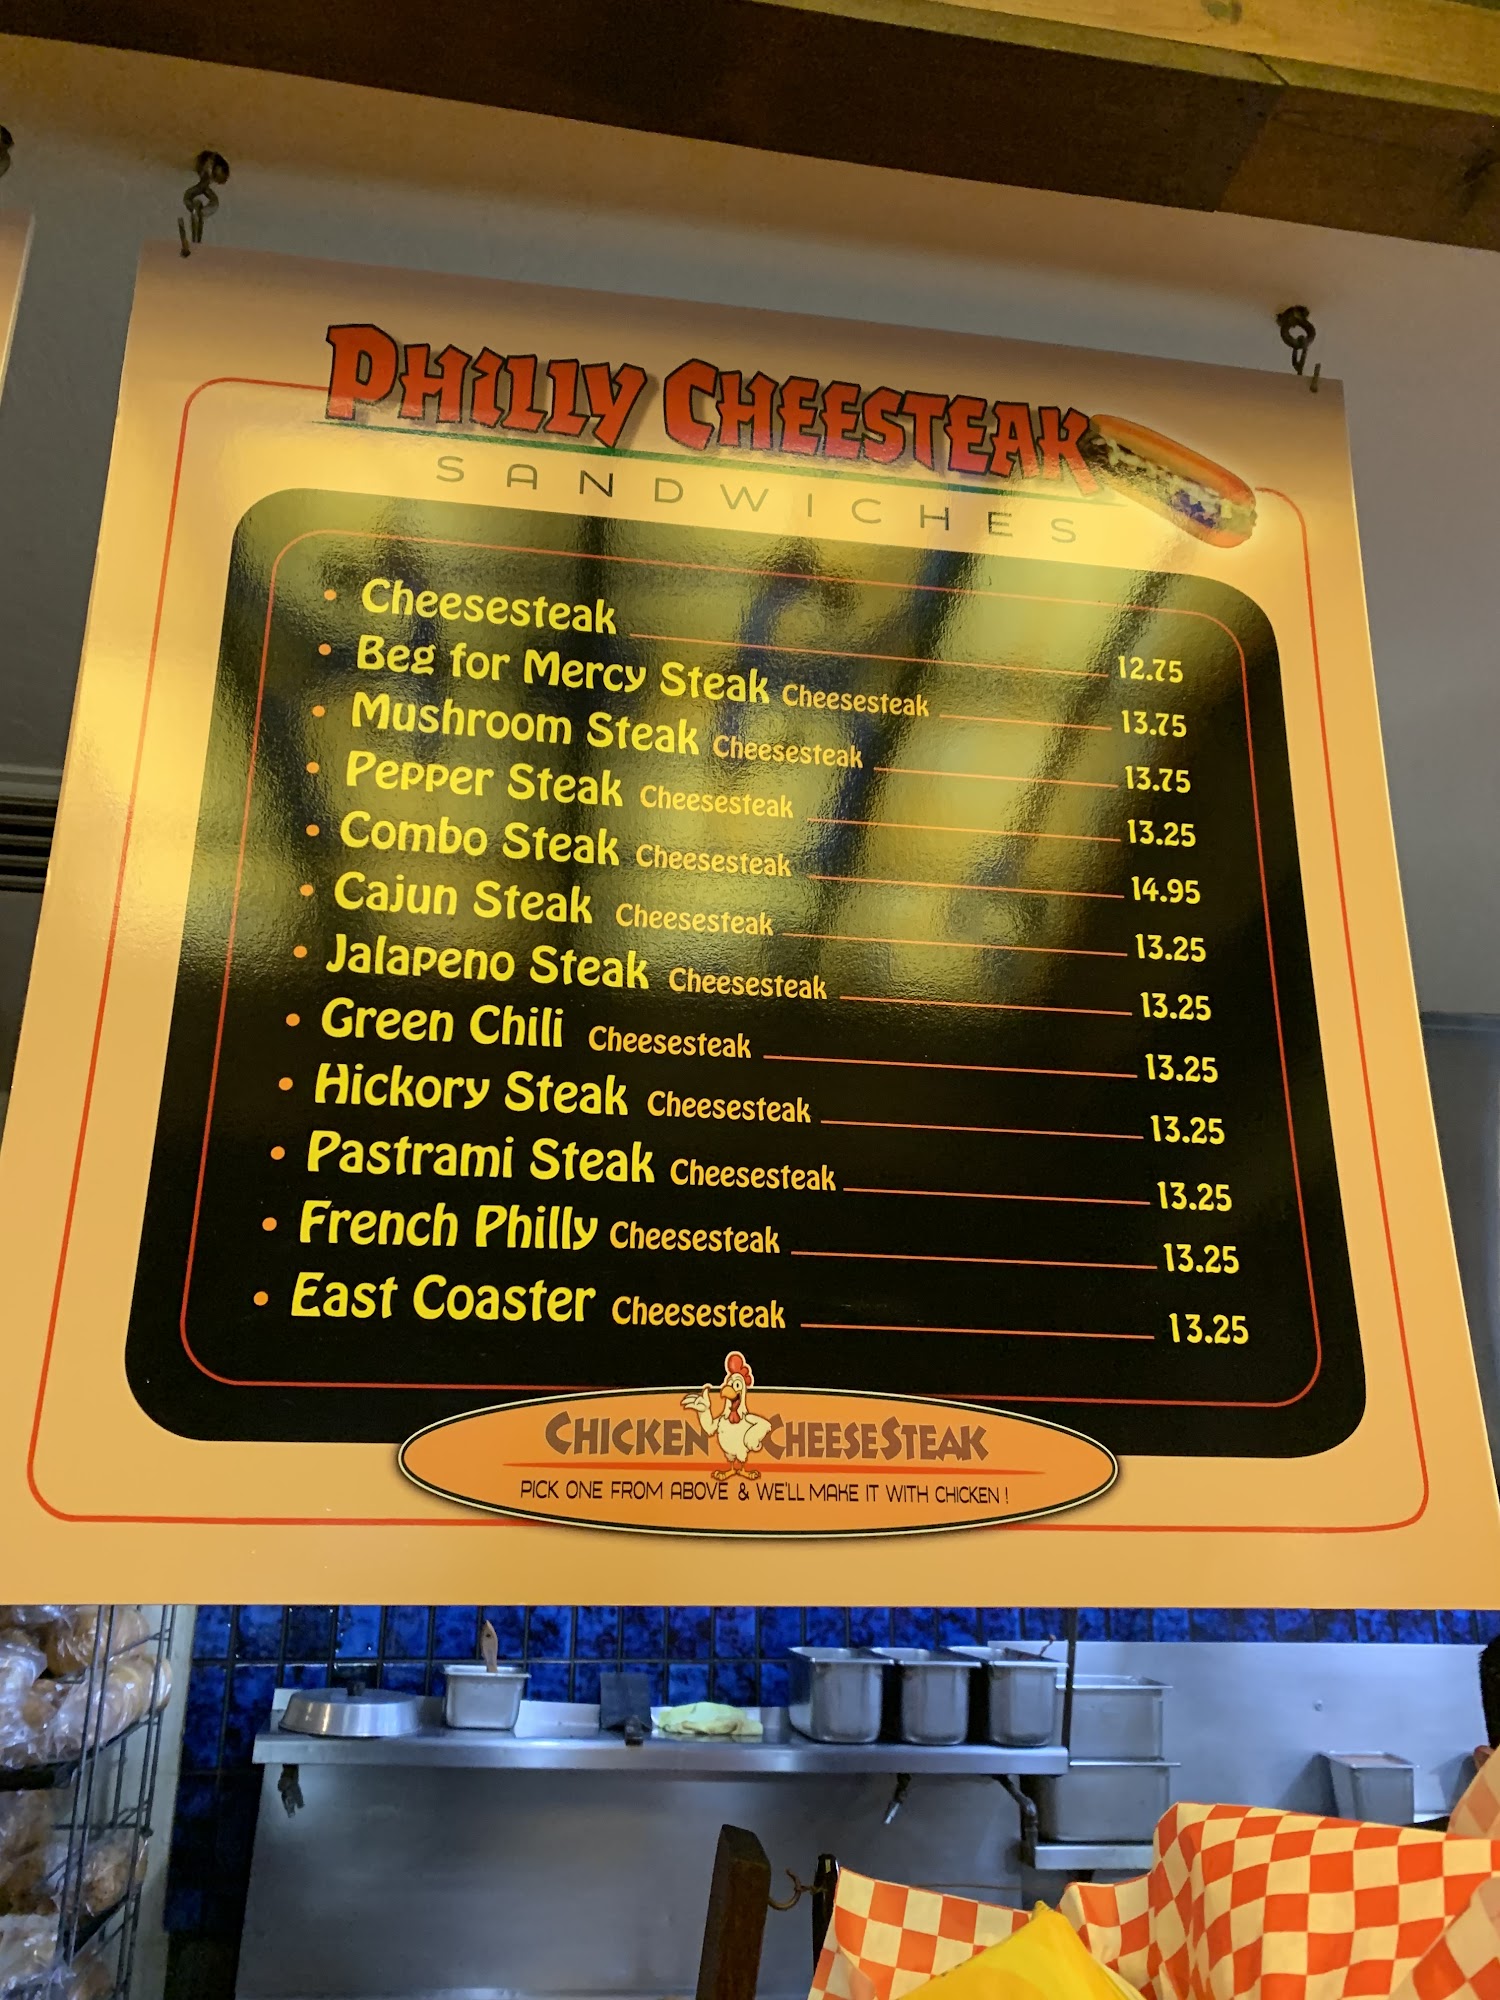 PHILLY CHEESESTEAK
SANDWICHES
• Cheesesteak 12.75
• Beg for Mercy Steak Cheesesteak 13.75
• Mushroom Steak Cheesesteak 13.75
• Pepper Steak Cheesesteak 13.25
• Combo Steak Cheesesteak 14.95
• Cajun Steak Cheesesteak 13.25
• Jalapeno Steak Cheesesteak 13.25
• Green Chili Cheesesteak 13.25
• Hickory Steak Cheesesteak 13.25
• Pastrami Steak Cheesesteak 13.25
• French Philly Cheesesteak 13.25
• East Coaster Cheesesteak 13.25
CHICKEN CHEESESTEAK
PICK ONE FROM ABOVE & WE'LL MAKE IT WITH CHICKEN !